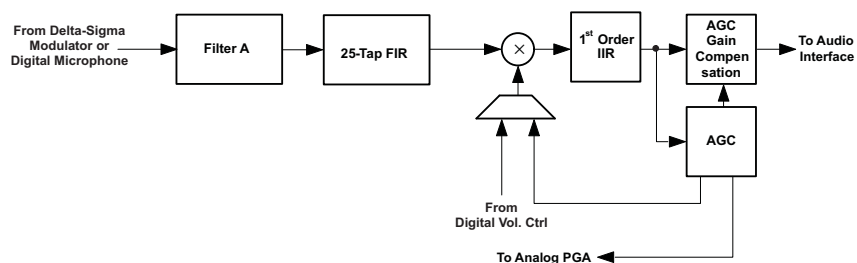 From Delta-Sigma
Modulator or
Digital Microphone
Filter A
25-Tap FIR
×
1st Order
IIR
AGC
Gain
Compen
sation
To Audio
Interface
AGC
From
Digital Vol. Ctrl
To Analog PGA